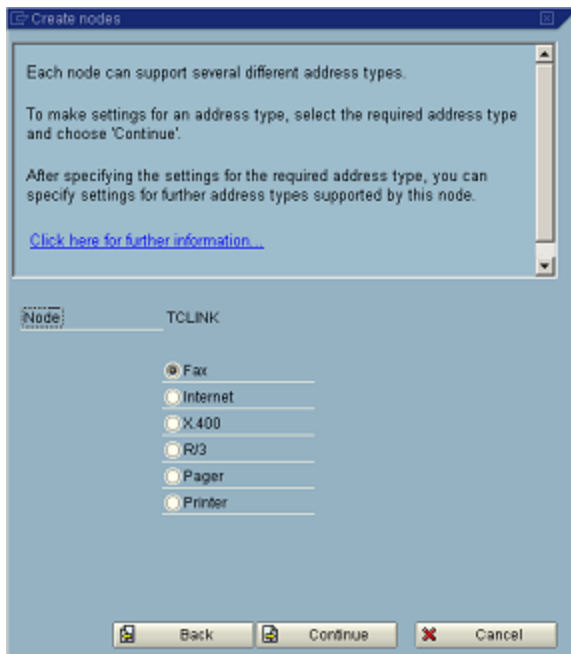 Create nodes
Each node can support several different address types.
To make settings for an address type, select the required address type
and choose 'Continue'.
After specifying the settings for the required address type, you can
specify settings for further address types supported by this node.
Click here for further information...
Node TCLINK
Fax
Internet
X.400
R/3
Pager
Printer
Back Continue Cancel